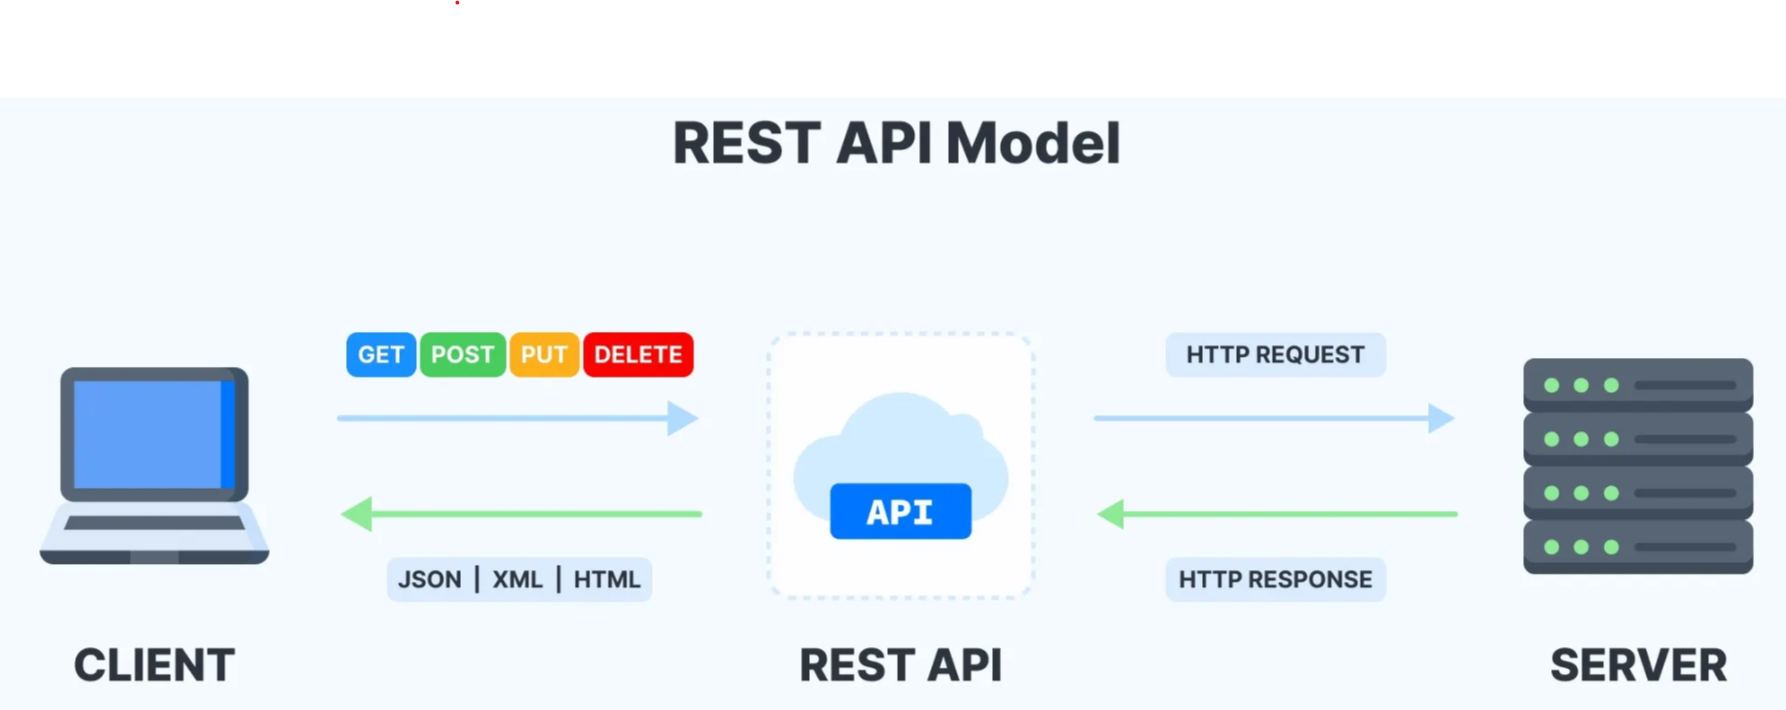 REST API Model
GET POST PUT DELETE
HTTP REQUEST
API
JSON | XML | HTML
HTTP RESPONSE
CLIENT
REST API
SERVER